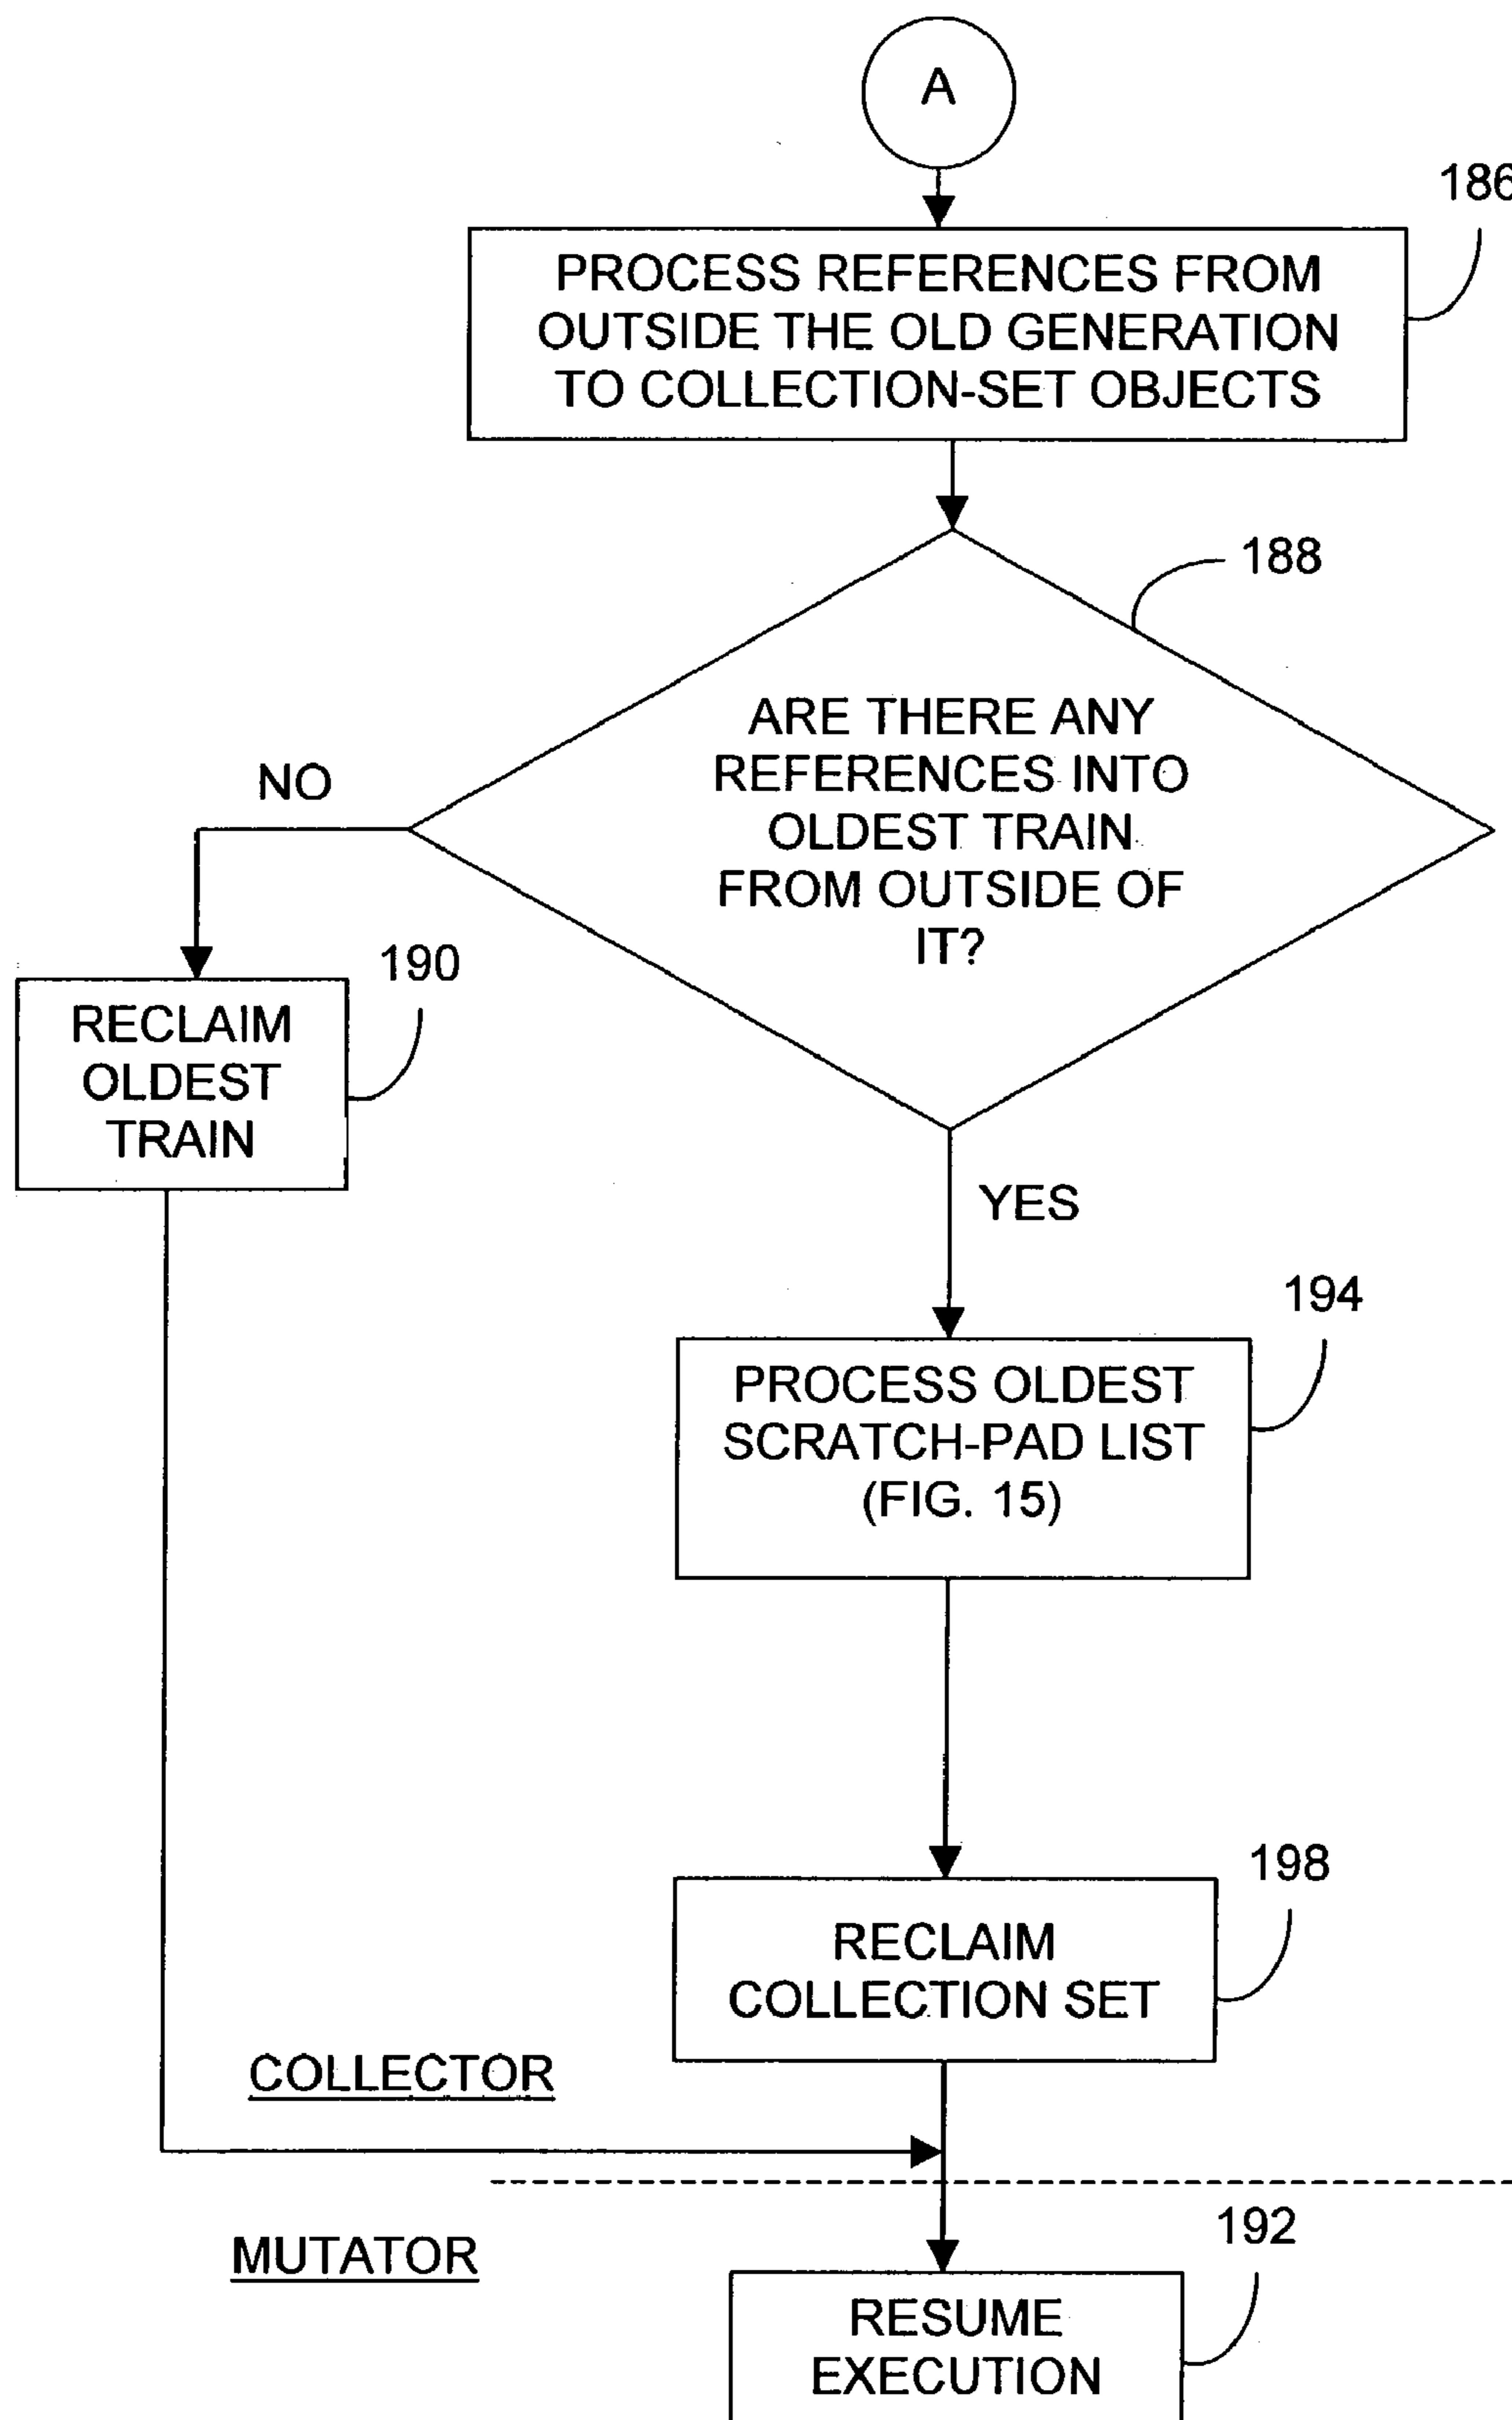 A
186
PROCESS REFERENCES FROM
OUTSIDE THE OLD GENERATION
TO COLLECTION-SET OBJECTS
188
ARE THERE ANY
REFERENCES INTO
OLDEST TRAIN
FROM OUTSIDE OF
IT?
NO
190
RECLAIM
OLDEST
TRAIN
YES
194
PROCESS OLDEST
SCRATCH-PAD LIST
(FIG. 15)
198
RECLAIM
COLLECTION SET
COLLECTOR
MUTATOR
192
RESUME
EXECUTION